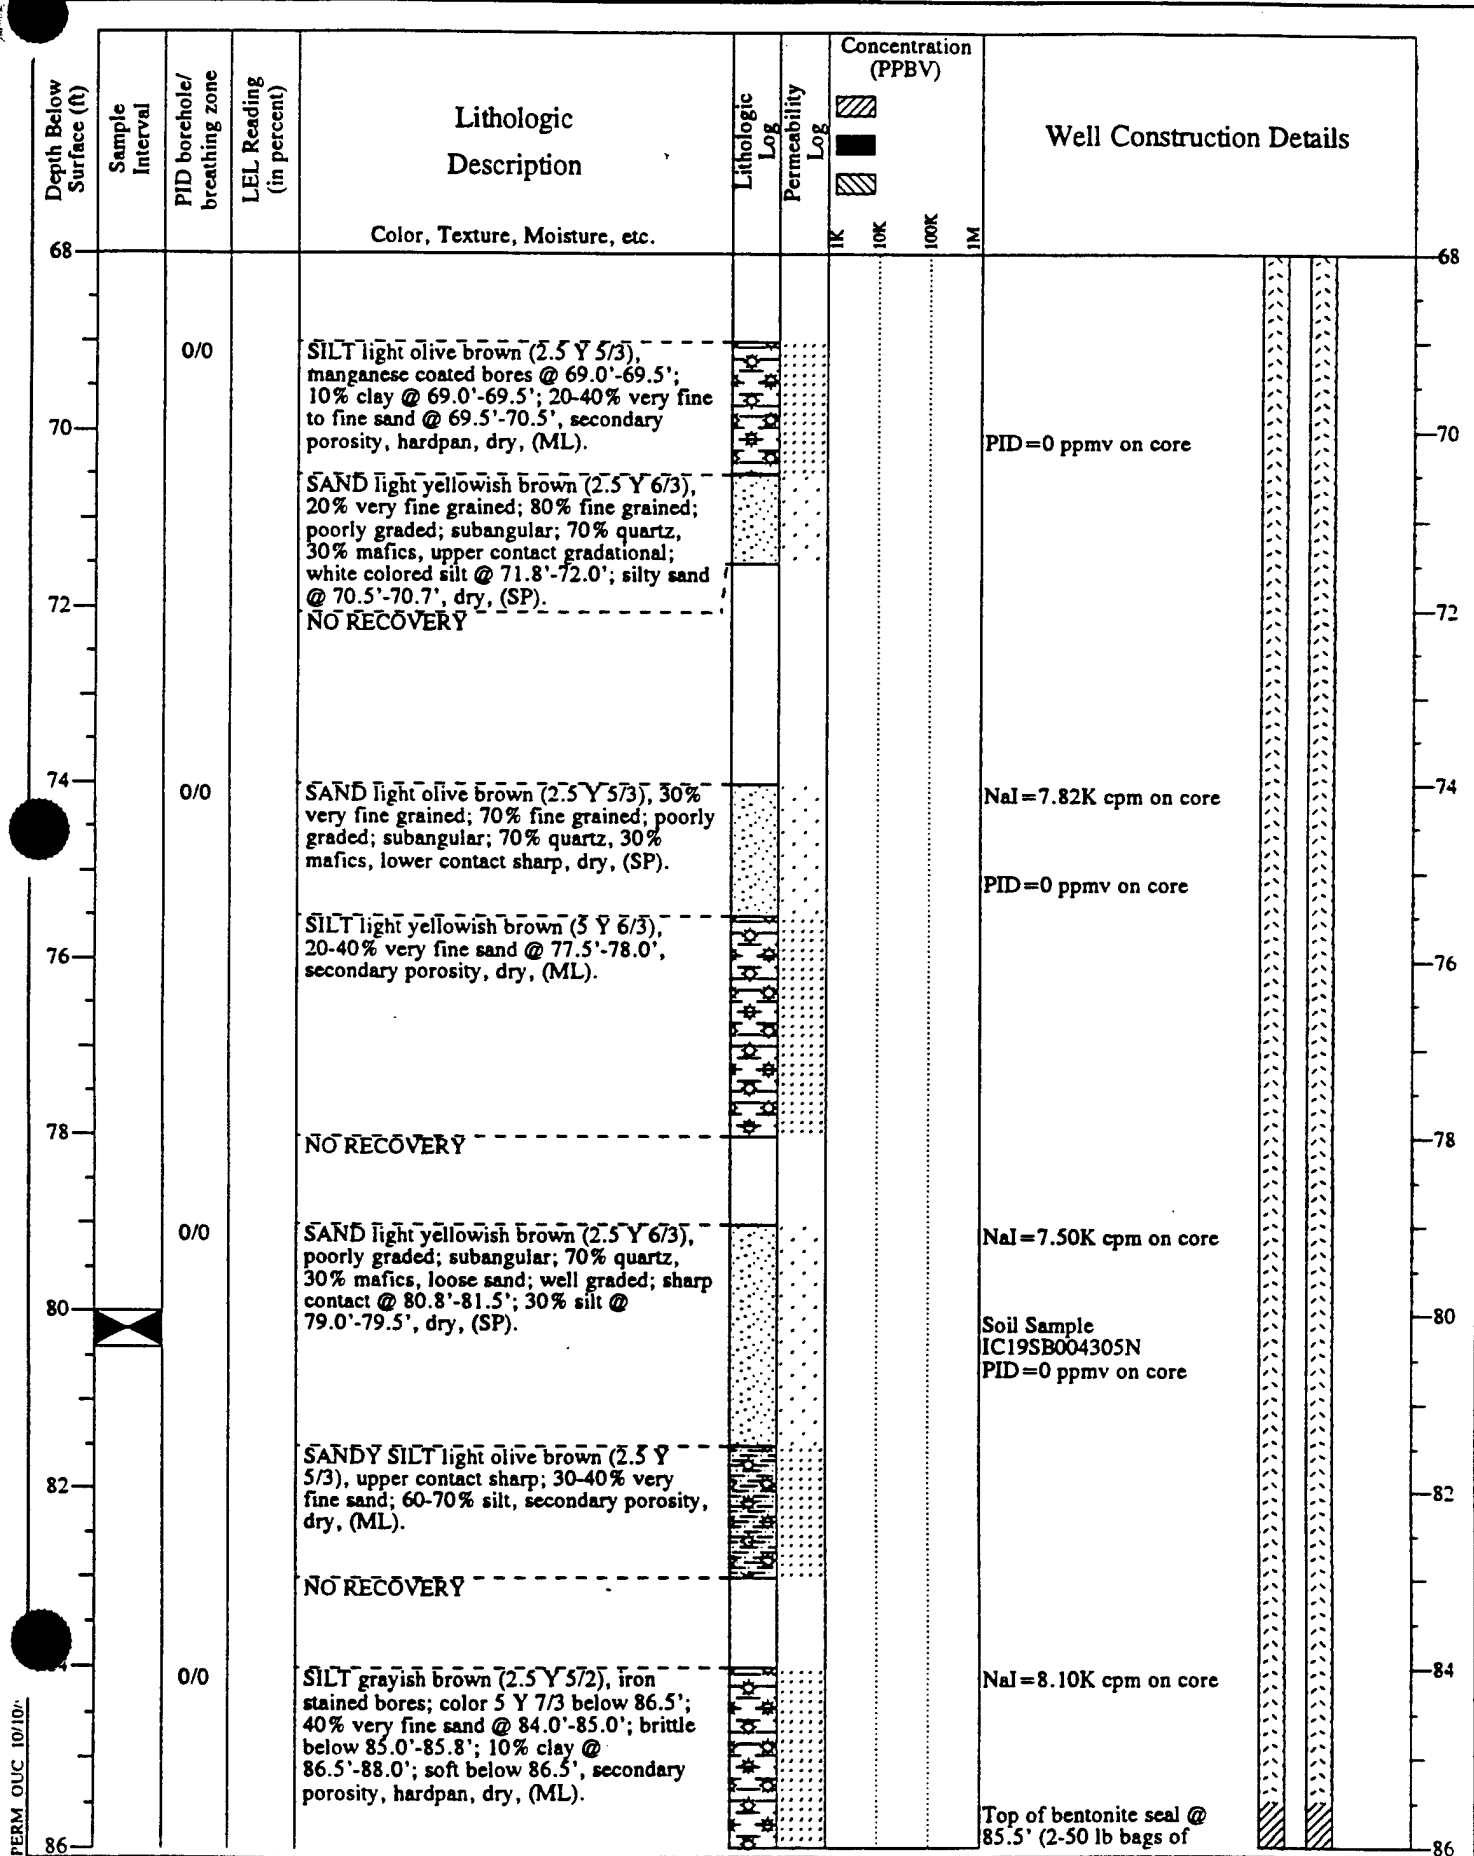 Depth Below
Surface (ft)
Sample
Interval
PID borehole/
breathing zone
LEL Reading
(in percent)
Lithologic
Description
Color, Texture, Moisture, etc.
Lithologic
Log
Permeability
Log
Concentration
(PPBV)
1K
10K
100K
1M
Well Construction Details
68
68
0/0
SILT light olive brown (2.5 Y 5/3),
manganese coated bores @ 69.0'-69.5';
10% clay @ 69.0'-69.5'; 20-40% very fine
to fine sand @ 69.5'-70.5', secondary
porosity, hardpan, dry, (ML).
70
PID=0 ppmv on core
70
SAND light yellowish brown (2.5 Y 6/3),
20% very fine grained; 80% fine grained;
poorly graded; subangular; 70% quartz,
30% mafics, upper contact gradational;
white colored silt @ 71.8'-72.0'; silty sand
@ 70.5'-70.7', dry, (SP).
72
72
NO RECOVERY
74
74
0/0
SAND light olive brown (2.5 Y 5/3), 30%
very fine grained; 70% fine grained; poorly
graded; subangular; 70% quartz, 30%
mafics, lower contact sharp, dry, (SP).
NaI=7.82K cpm on core
PID=0 ppmv on core
SILT light yellowish brown (5 Y 6/3),
20-40% very fine sand @ 77.5'-78.0',
secondary porosity, dry, (ML).
76
76
78
78
NO RECOVERY
0/0
SAND light yellowish brown (2.5 Y 6/3),
poorly graded; subangular; 70% quartz,
30% mafics, loose sand; well graded; sharp
contact @ 80.8'-81.5'; 30% silt @
79.0'-79.5', dry, (SP).
NaI=7.50K cpm on core
80
80
Soil Sample
IC19SB004305N
PID=0 ppmv on core
SANDY SILT light olive brown (2.5 Y
5/3), upper contact sharp; 30-40% very
fine sand; 60-70% silt, secondary porosity,
dry, (ML).
82
82
NO RECOVERY
84
0/0
SILT grayish brown (2.5 Y 5/2), iron
stained bores; color 5 Y 7/3 below 86.5';
40% very fine sand @ 84.0'-85.0'; brittle
below 85.0'-85.8'; 10% clay @
86.5'-88.0'; soft below 86.5', secondary
porosity, hardpan, dry, (ML).
NaI=8.10K cpm on core
Top of bentonite seal @
85.5' (2-50 lb bags of
86
86
PERM OUC 10/10/